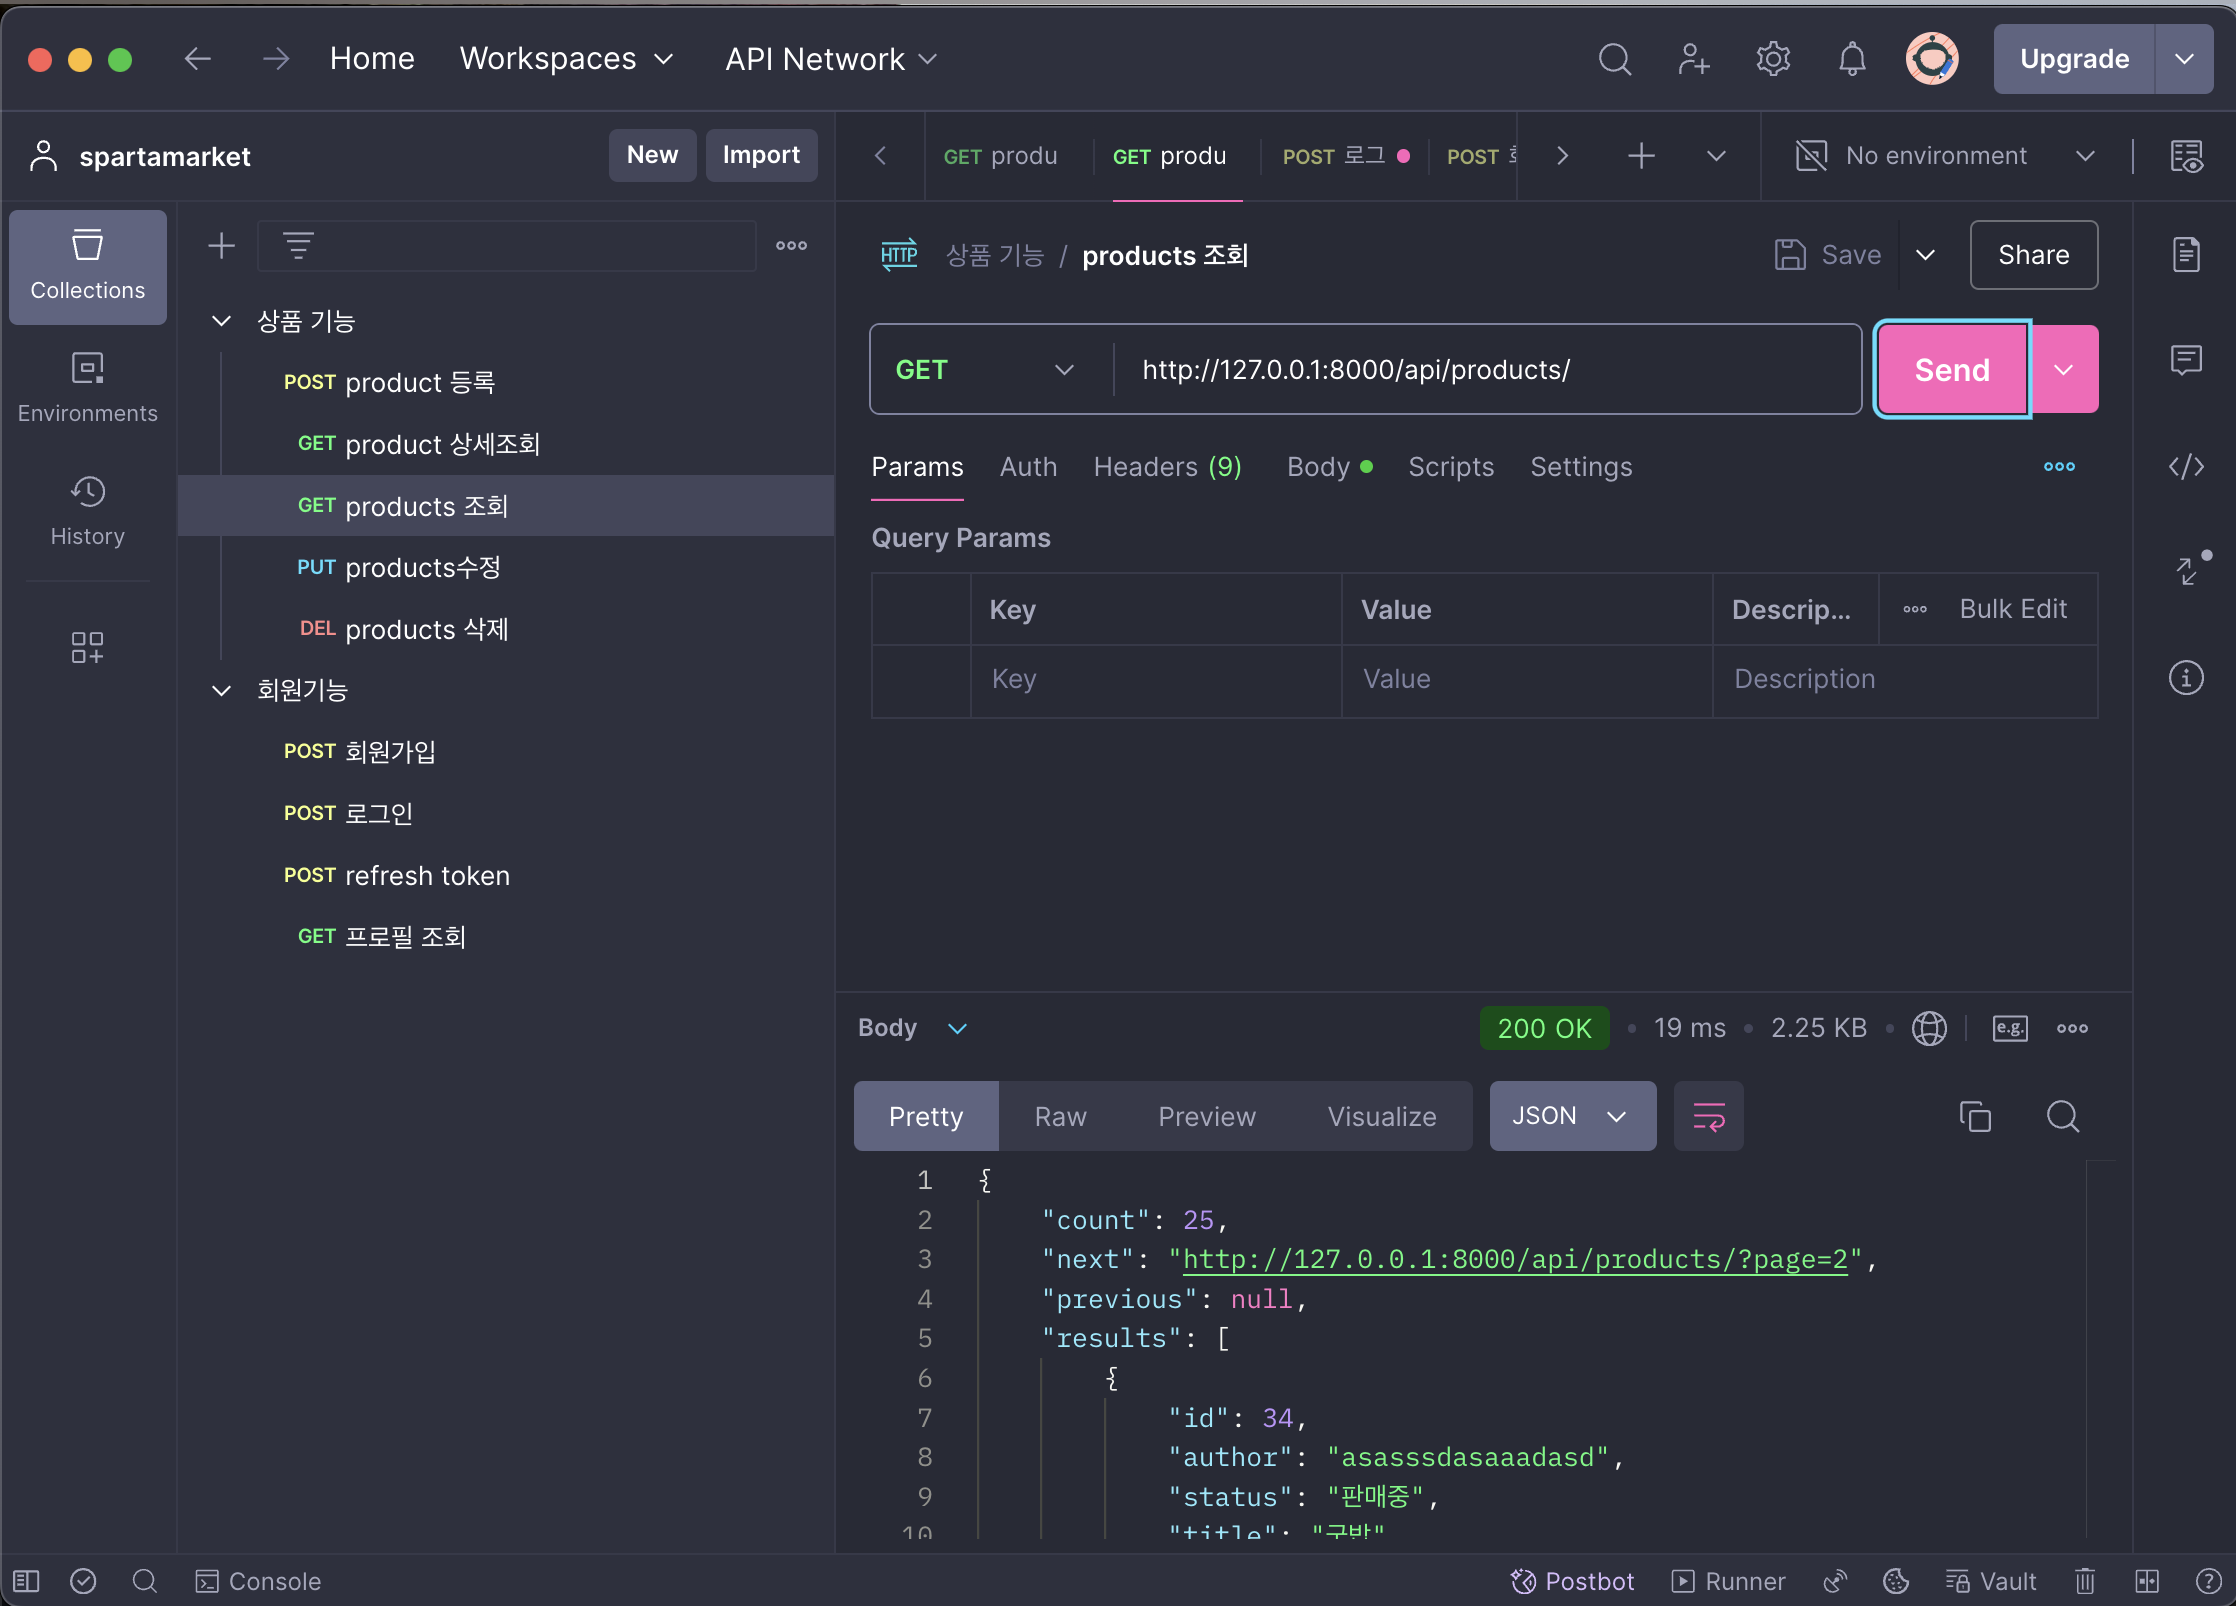 Home Workspaces API Network Upgrade
spartamarket New Import
GET produ GET produ POST 로그 POST No environment
Collections
Environments
History
상품 기능
POST product 등록
GET product 상세조회
GET products 조회
PUT products수정
DEL products 삭제
회원기능
POST 회원가입
POST 로그인
POST refresh token
GET 프로필 조회
HTTP 상품 기능 / products 조회 Save Share
GET http://127.0.0.1:8000/api/products/ Send
Params Auth Headers (9) Body Scripts Settings
Query Params
Key Value Descrip... Bulk Edit
Key Value Description
Body 200 OK 19 ms 2.25 KB e.g.
Pretty Raw Preview Visualize JSON
1 {
2 "count": 25,
3 "next": "http://127.0.0.1:8000/api/products/?page=2",
4 "previous": null,
5 "results": [
6 {
7 "id": 34,
8 "author": "asasssdasaaadasd",
9 "status": "판매중",
10 "title":
Console Postbot Runner Vault